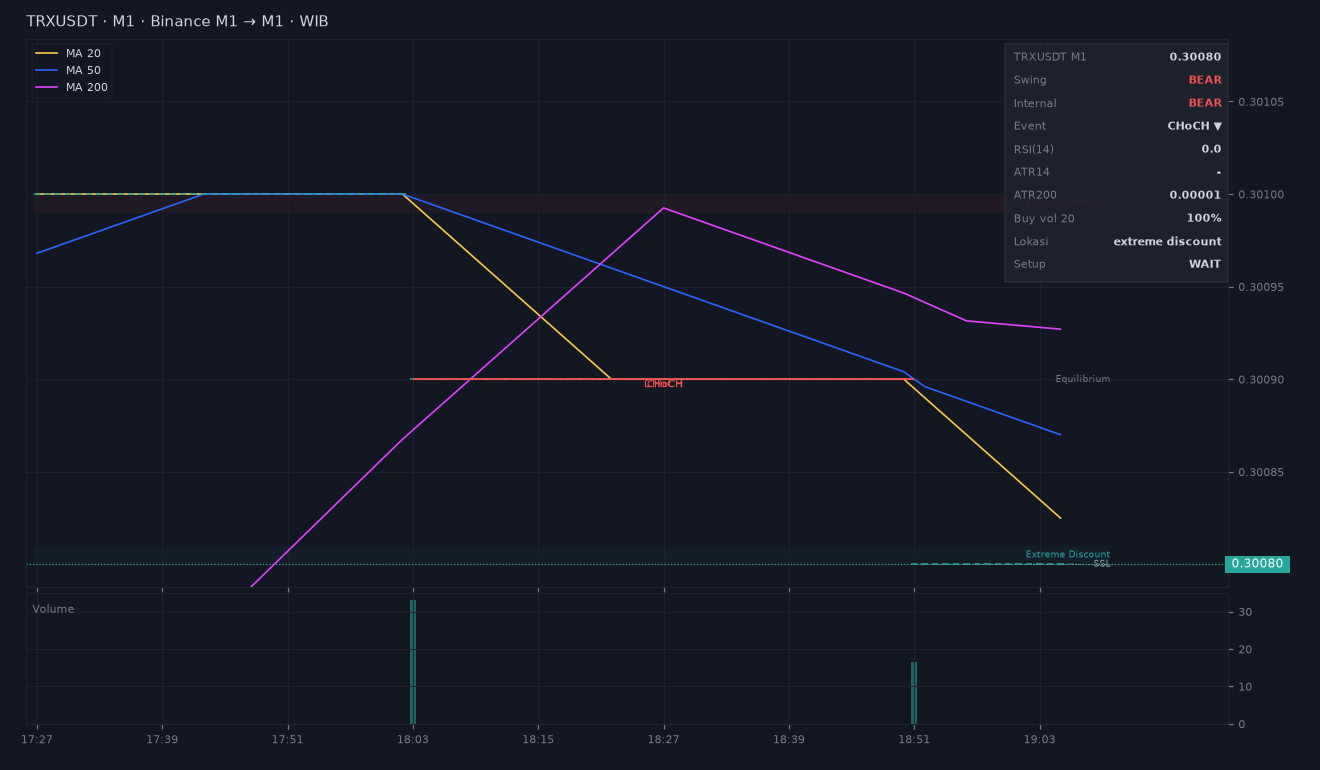 TRXUSDT · M1 · Binance M1 → M1 · WIB
MA 20
MA 50
MA 200
TRXUSDT M1 0.30080
Swing BEAR
Internal BEAR
Event CHoCH ▼
RSI(14) 0.0
ATR14 -
ATR200 0.00001
Buy vol 20 100%
Lokasi extreme discount
Setup WAIT
0.30105
0.30100
0.30095
0.30090
0.30085
0.30080
Equilibrium
CHoCH
Extreme Discount
SSL
Volume
30
20
10
0
17:27 17:39 17:51 18:03 18:15 18:27 18:39 18:51 19:03